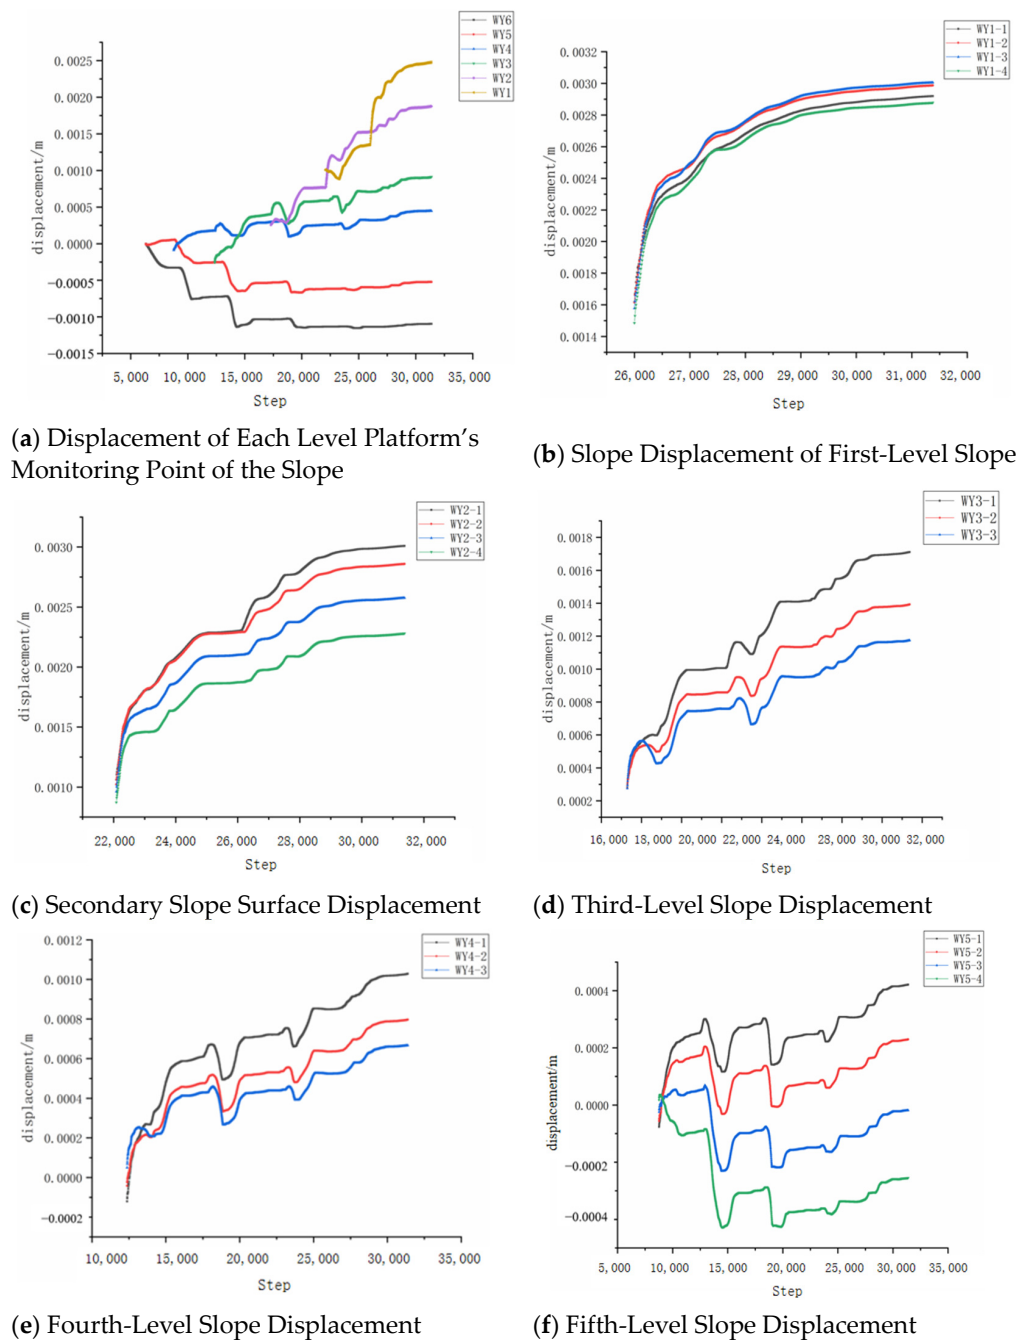 WY6
WY5
WY4
WY3
WY2
WY1
0.0025
0.0020
0.0015
0.0010
0.0005
0.0000
−0.0005
−0.0010
−0.0015
displacement/m
5,000 10,000 15,000 20,000 25,000 30,000 35,000
Step
(a) Displacement of Each Level Platform’s
Monitoring Point of the Slope
WY1-1
WY1-2
WY1-3
WY1-4
0.0032
0.0030
0.0028
0.0026
0.0024
0.0022
0.0020
0.0018
0.0016
0.0014
displacement/m
26,000 27,000 28,000 29,000 30,000 31,000 32,000
Step
(b) Slope Displacement of First-Level Slope
WY2-1
WY2-2
WY2-3
WY2-4
0.0030
0.0025
0.0020
0.0015
0.0010
displacement/m
22,000 24,000 26,000 28,000 30,000 32,000
Step
(c) Secondary Slope Surface Displacement
WY3-1
WY3-2
WY3-3
0.0018
0.0016
0.0014
0.0012
0.0010
0.0008
0.0006
0.0004
0.0002
displacement/m
16,000 18,000 20,000 22,000 24,000 26,000 28,000 30,000 32,000
Step
(d) Third-Level Slope Displacement
WY4-1
WY4-2
WY4-3
0.0012
0.0010
0.0008
0.0006
0.0004
0.0002
0.0000
−0.0002
displacement/m
10,000 15,000 20,000 25,000 30,000 35,000
Step
(e) Fourth-Level Slope Displacement
WY5-1
WY5-2
WY5-3
WY5-4
0.0004
0.0002
0.0000
−0.0002
−0.0004
displacement/m
5,000 10,000 15,000 20,000 25,000 30,000 35,000
Step
(f) Fifth-Level Slope Displacement